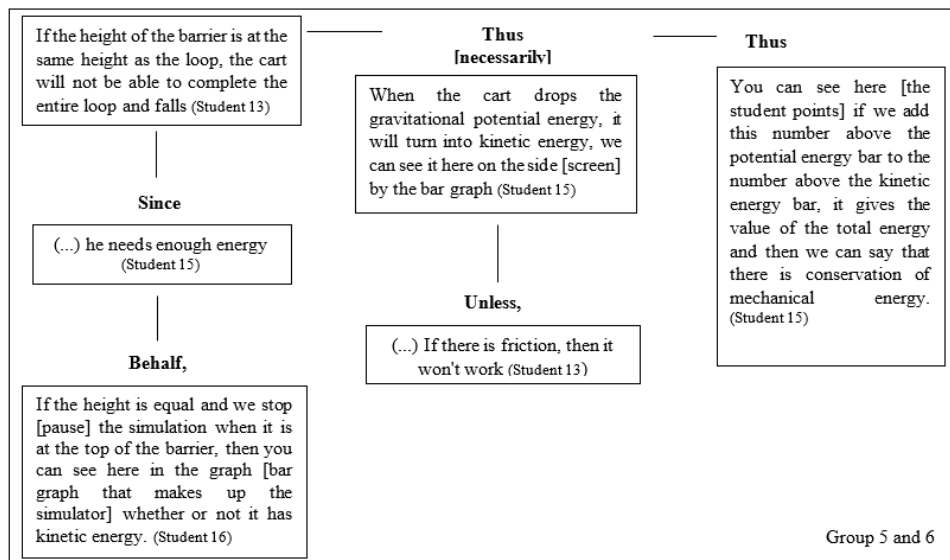 If the height of the barrier is at the
same height as the loop, the cart
will not be able to complete the
entire loop and falls (Student 13)
Since
(...) he needs enough energy
(Student 15)
Behalf,
If the height is equal and we stop
[pause] the simulation when it is
at the top of the barrier, then you
can see here in the graph [bar
graph that makes up the
simulator] whether or not it has
kinetic energy. (Student 16)
Thus
[necessarily]
When the cart drops the
gravitational potential energy, it
will turn into kinetic energy, we
can see it here on the side [screen]
by the bar graph (Student 15)
Unless,
(...) If there is friction, then it
won't work (Student 13)
Thus
You can see here [the
student points] if we add
this number above the
potential energy bar to the
number above the kinetic
energy bar, it gives the
value of the total energy
and then we can say that
there is conservation of
mechanical energy.
(Student 15)
Group 5 and 6